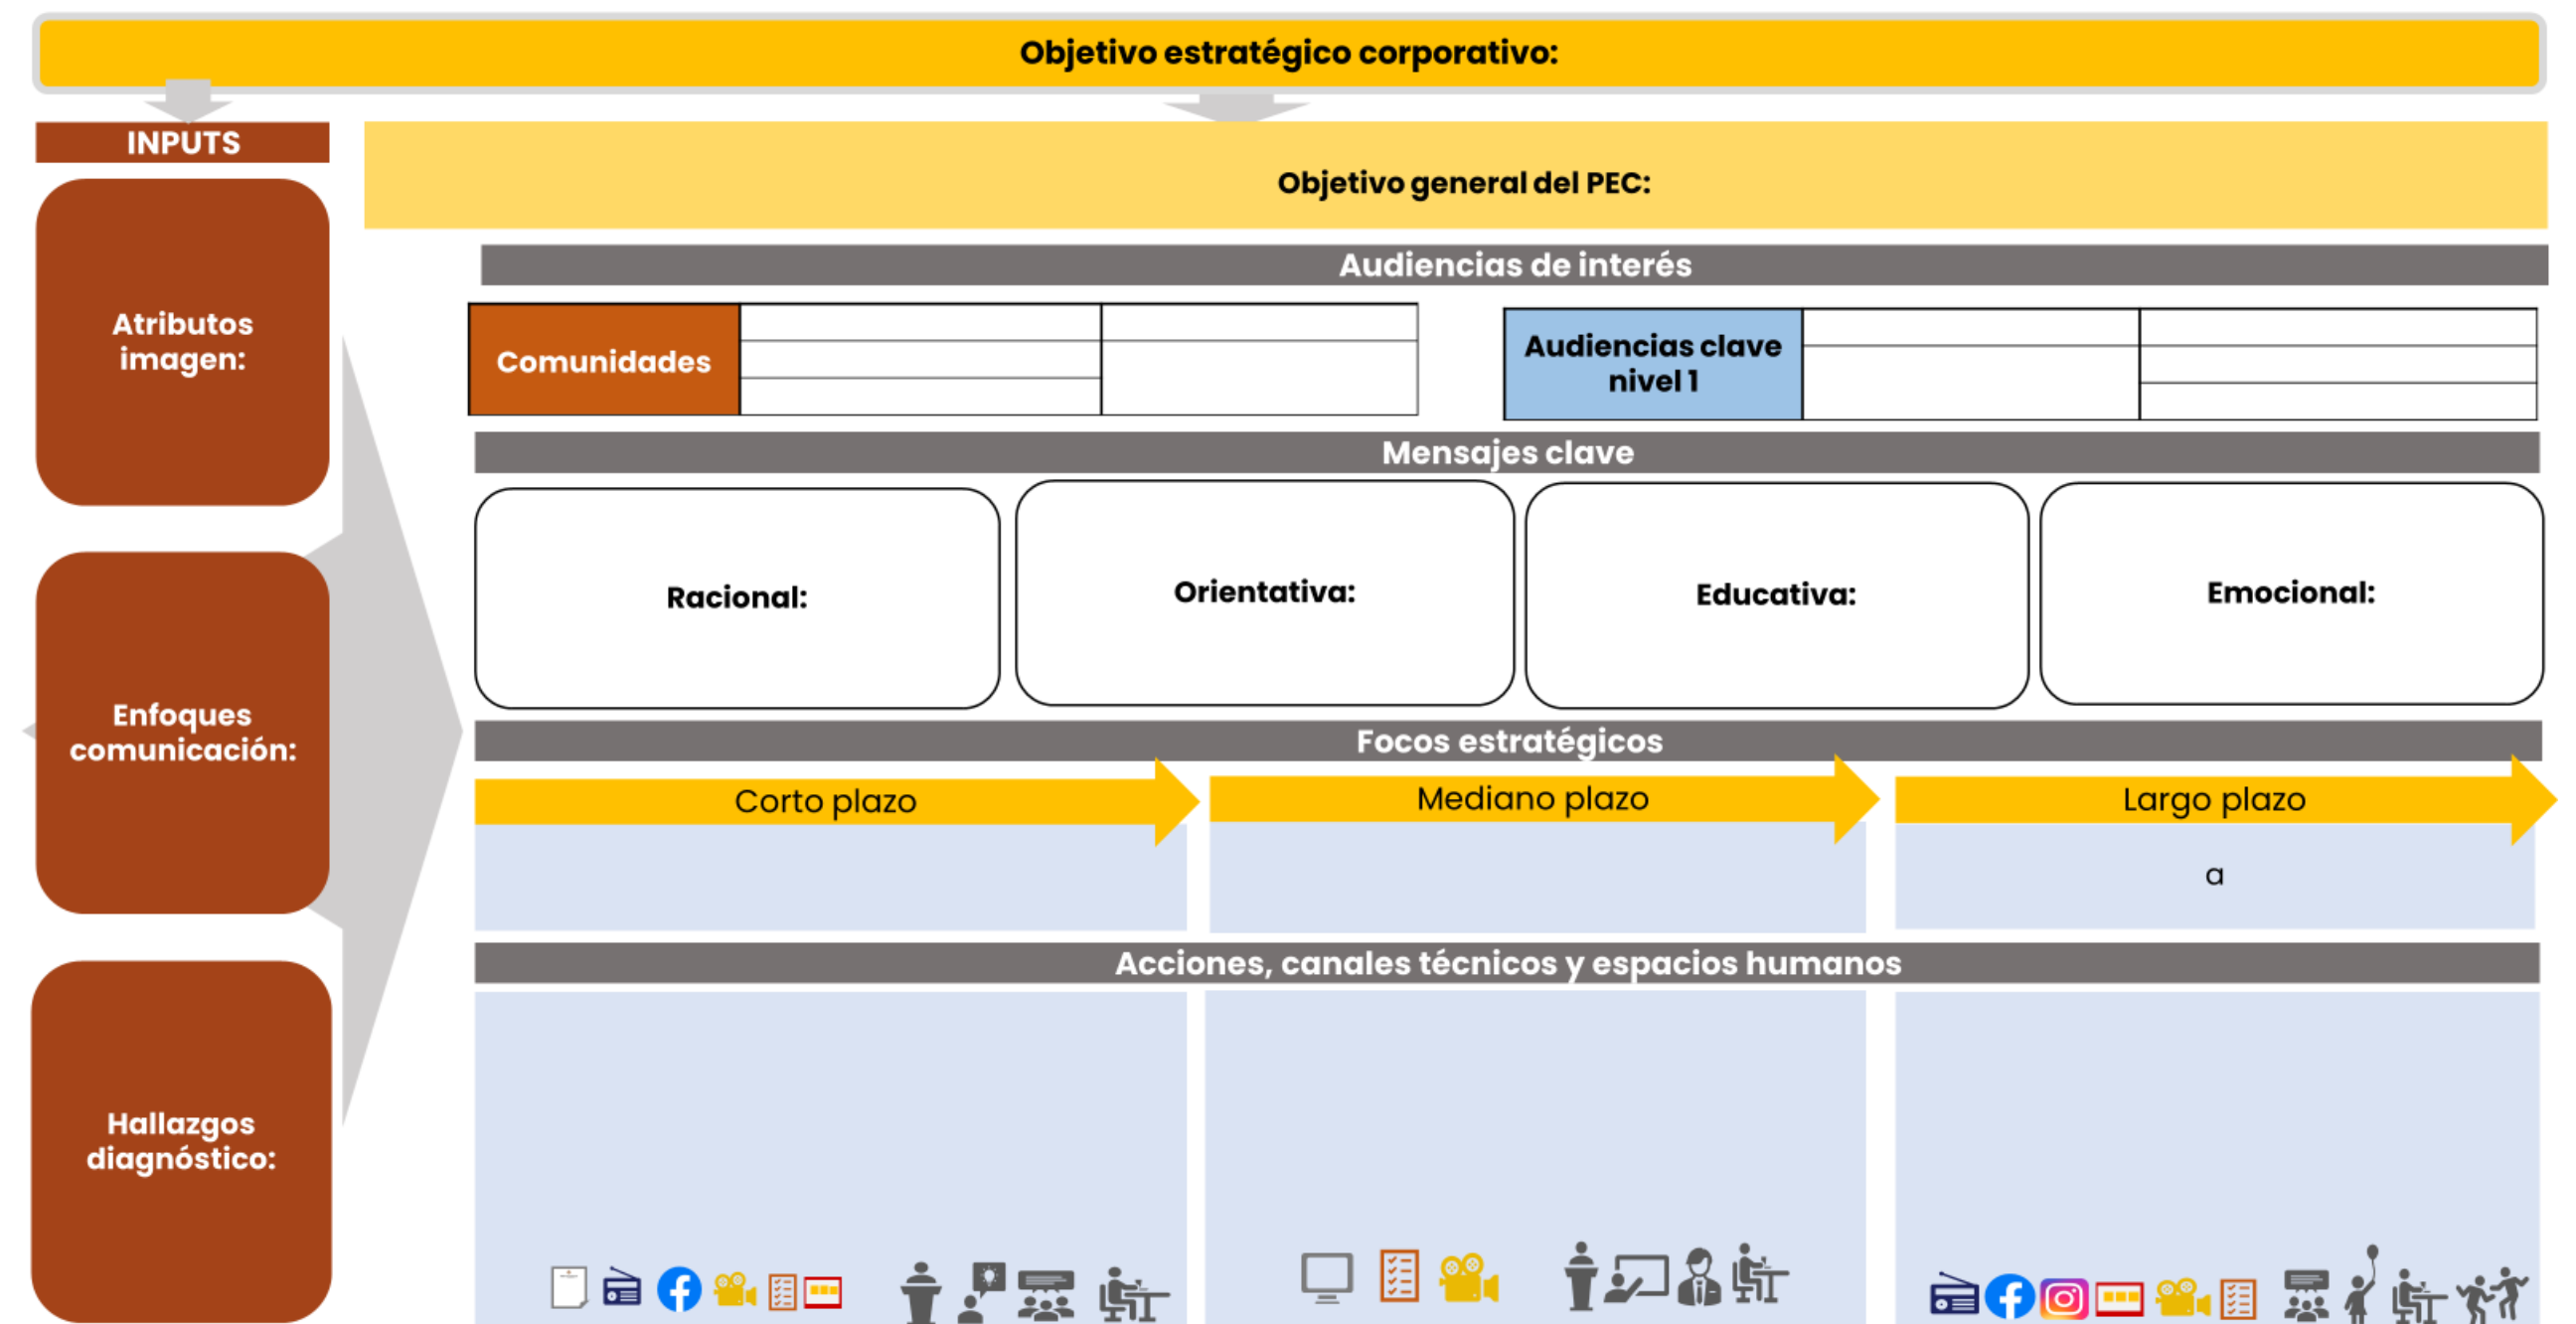 Objetivo estratégico corporativo:
INPUTS
Objetivo general del PEC:
Atributos
imagen:
Enfoques
comunicación:
Hallazgos
diagnóstico:
Audiencias de interés
Comunidades
Audiencias clave
nivel 1
Mensajes clave
Racional:
Orientativa:
Educativa:
Emocional:
Focos estratégicos
Corto plazo
Mediano plazo
Largo plazo
a
Acciones, canales técnicos y espacios humanos